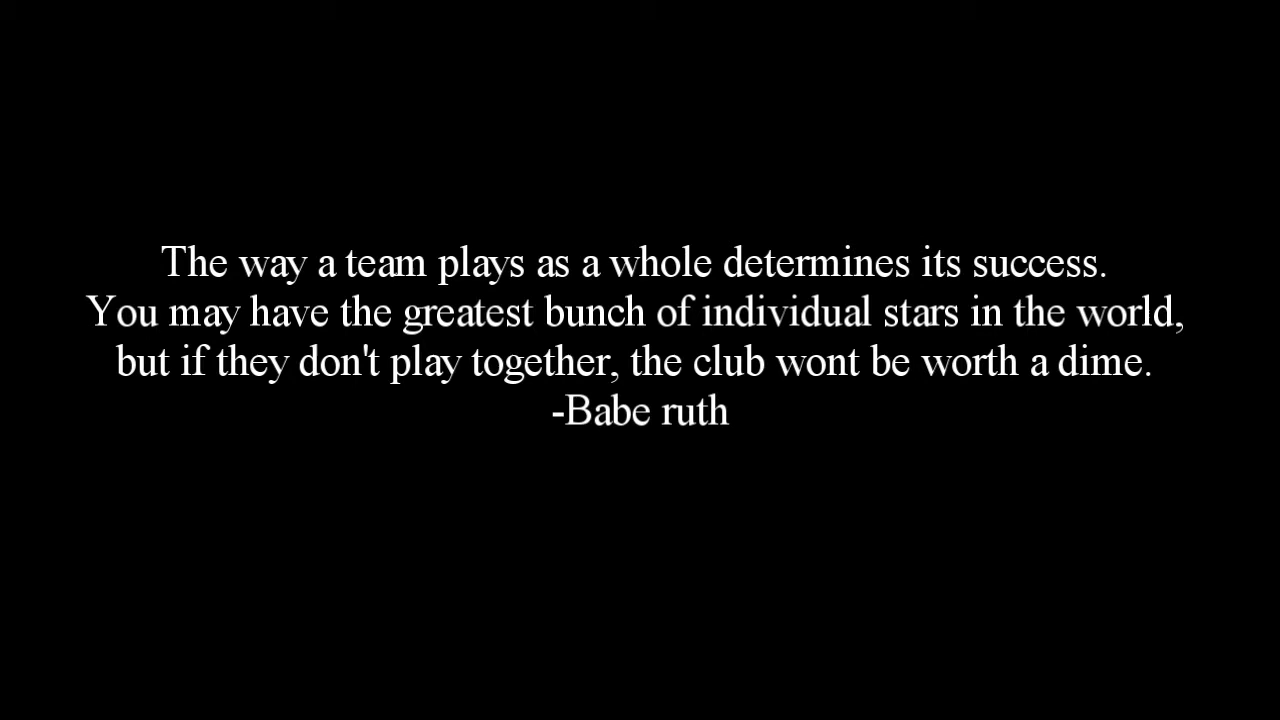 The way a team plays as a whole determines its success.
You may have the greatest bunch of individual stars in the world,
but if they don't play together, the club wont be worth a dime.
-Babe ruth